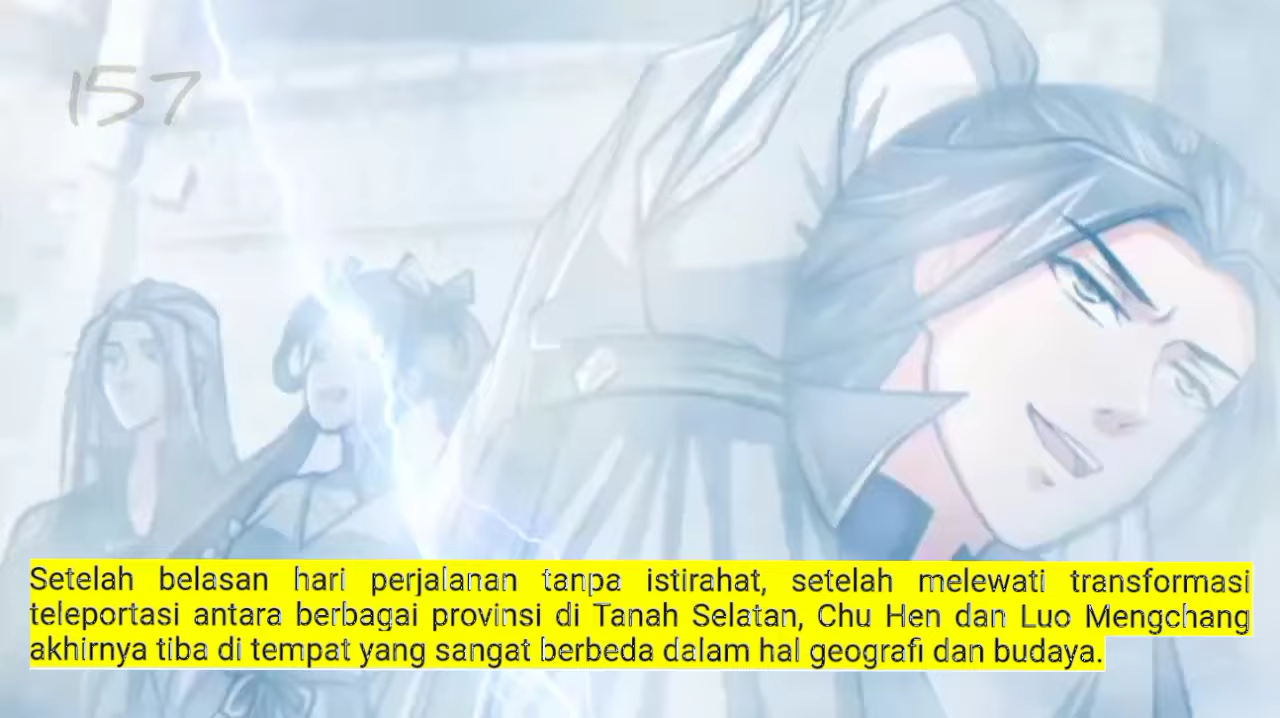 157
Setelah belasan hari perjalanan tanpa istirahat, setelah melewati transformasi
teleportasi antara berbagai provinsi di Tanah Selatan, Chu Hen dan Luo Mengchang
akhirnya tiba di tempat yang sangat berbeda dalam hal geografi dan budaya.